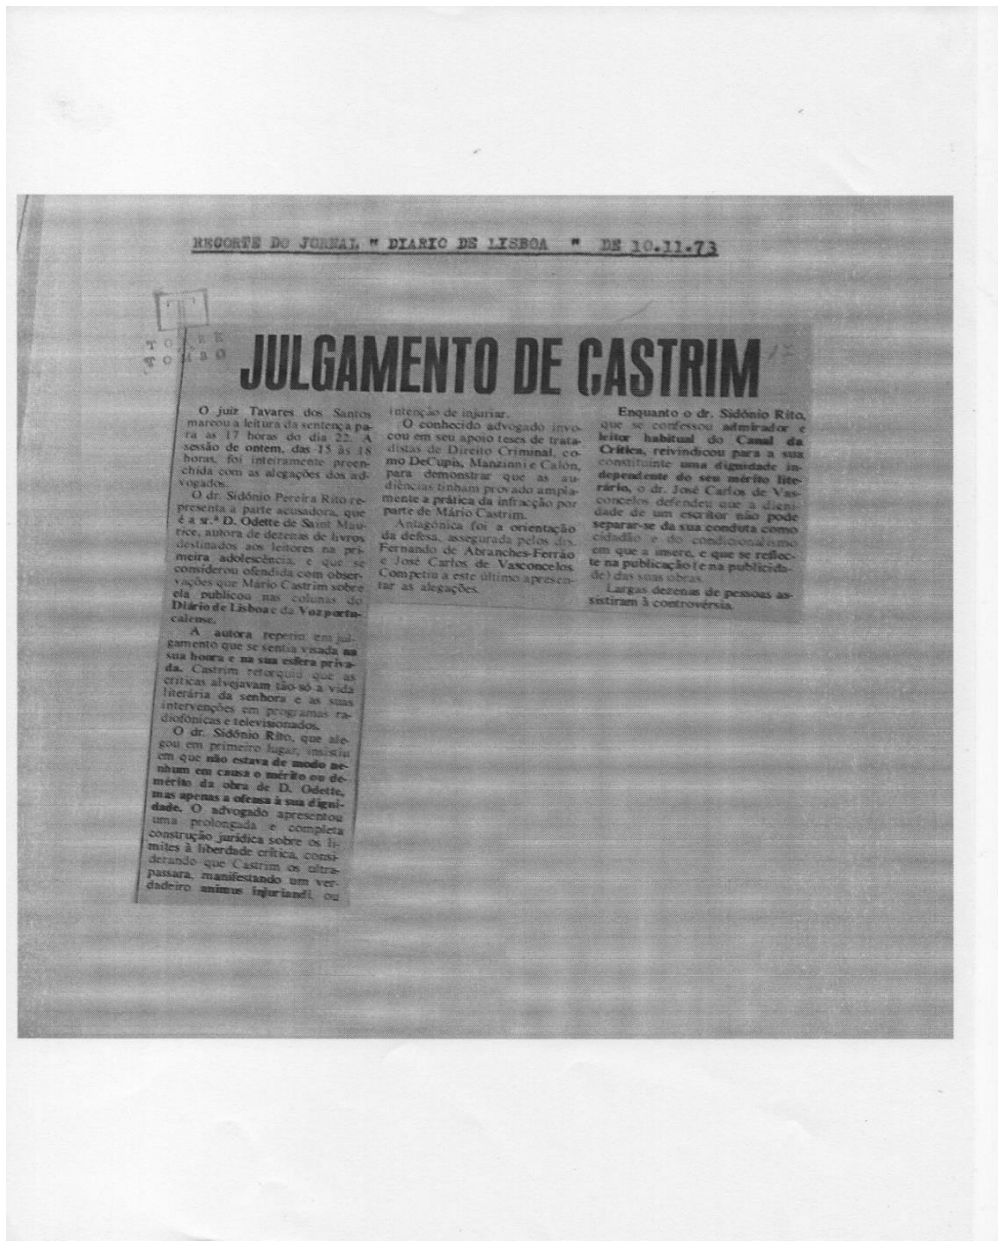 RECORTE DO JORNAL " DIARIO DE LISBOA " DE 10.11.73
T
TORRE
TOMBO
17
JULGAMENTO DE CASTRIM
O juiz Tavares dos Santos
marcou a leitura da sentença pa-
ra as 17 horas do dia 22. A
sessão de ontem, das 15 às 18
horas, foi inteiramente preen-
chida com as alegações dos ad-
vogados.
O dr. Sidónio Pereira Rito re-
presenta a parte acusadora, que
é a sr.ª D. Odette de Saint Mau-
rice, autora de dezenas de livros
destinados aos leitores na pri-
meira adolescência, e que se
considerou ofendida com obser-
vações que Mário Castrim sobre
ela publicou nas colunas do
Diário de Lisboa e da Voz portu-
calense.
A autora repetiu em jul-
gamento que se sentia visada na
sua honra e na sua esfera priva-
da. Castrim retorquiu que as
críticas alvejavam tão-só a vida
literária da senhora e as suas
intervenções em programas ra-
diofónicas e televisionados.
O dr. Sidónio Rito, que ale-
gou em primeiro lugar, insistiu
em que não estava de modo ne-
nhum em causa o mérito ou de-
mérito da obra de D. Odette,
mas apenas a ofensa à sua digni-
dade. O advogado apresentou
uma prolongada e completa
construção jurídica sobre os li-
mites à liberdade crítica, consi-
derando que Castrim os ultra-
passara, manifestando um ver-
dadeiro animus injuriandi, ou
intenção de injuriar.
O conhecido advogado invo-
cou em seu apoio teses de trata-
distas de Direito Criminal, co-
mo DeCupis, Manzinni e Calón,
para demonstrar que as au-
diências tinham provado ampla-
mente a prática da infracção por
parte de Mário Castrim.
Antagónica foi a orientação
da defesa, assegurada pelos drs.
Fernando de Abranches-Ferrão
e José Carlos de Vasconcelos.
Competiu a este último apresen-
tar as alegações.
Enquanto o dr. Sidónio Rito,
que se confessou admirador e
leitor habitual do Canal da
Crítica, reivindicou para a sua
constituinte uma dignidade in-
dependente do seu mérito lite-
rário, o dr. José Carlos de Vas-
concelos defendeu que a digni-
dade de um escritor não pode
separar-se da sua conduta como
cidadão e do condicionalismo
em que a insere, e que se reflec-
te na publicação (e na publicida-
de) das suas obras.
Largas dezenas de pessoas as-
sistiram à controvérsia.